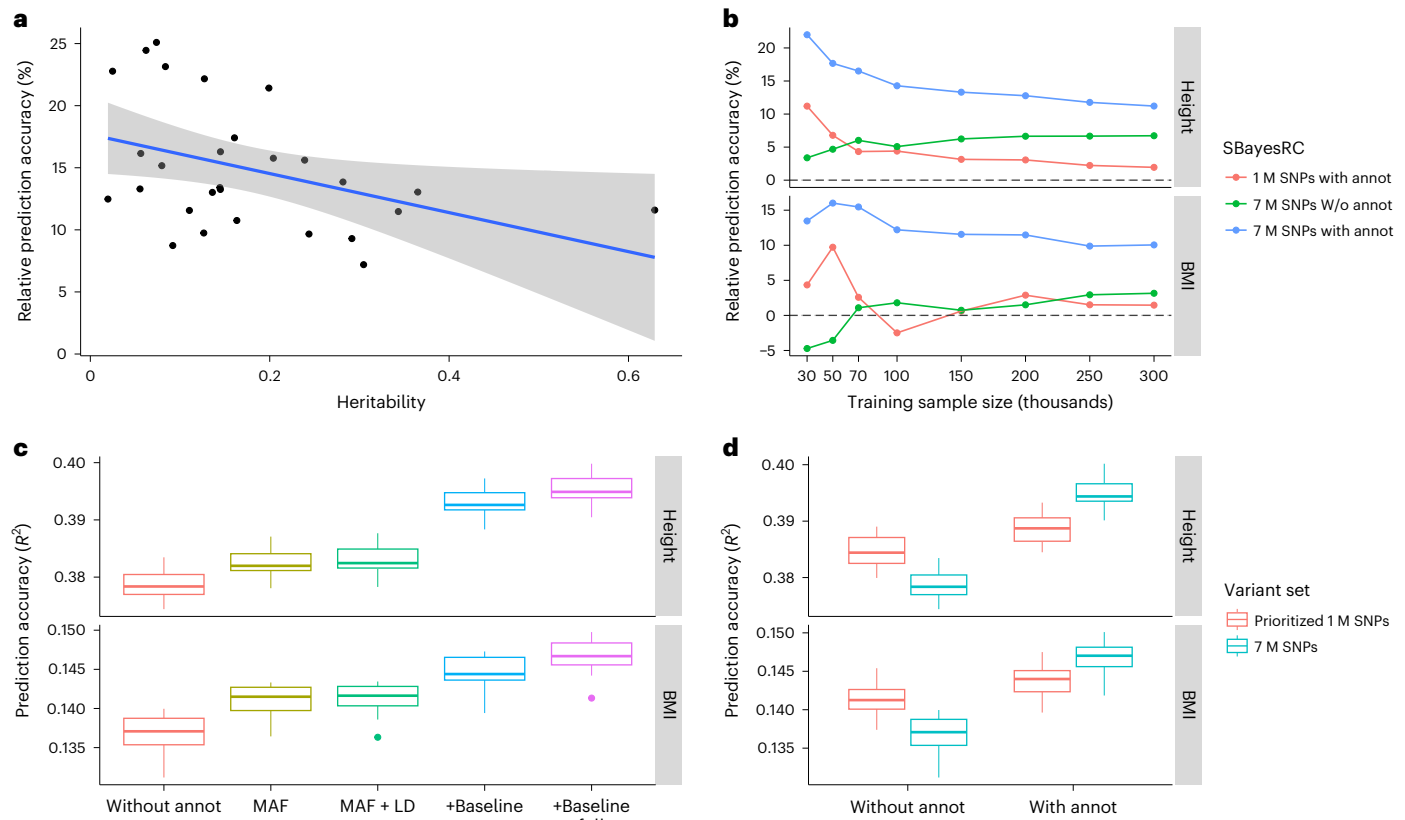 a
Relative prediction accuracy (%)
25
20
15
10
5
0
0
0.2
0.4
0.6
Heritability
b
Relative prediction accuracy (%)
20
15
10
5
0
Height
15
10
5
0
−5
BMI
30
50
70
100
150
200
250
300
Training sample size (thousands)
SBayesRC
1 M SNPs with annot
7 M SNPs W/o annot
7 M SNPs with annot
c
Prediction accuracy (R²)
0.40
0.39
0.38
Height
0.150
0.145
0.140
0.135
BMI
Without annot
MAF
MAF + LD
+Baseline
+Baseline
d
Prediction accuracy (R²)
0.40
0.39
0.38
Height
0.150
0.145
0.140
0.135
BMI
Without annot
With annot
Variant set
Prioritized 1 M SNPs
7 M SNPs